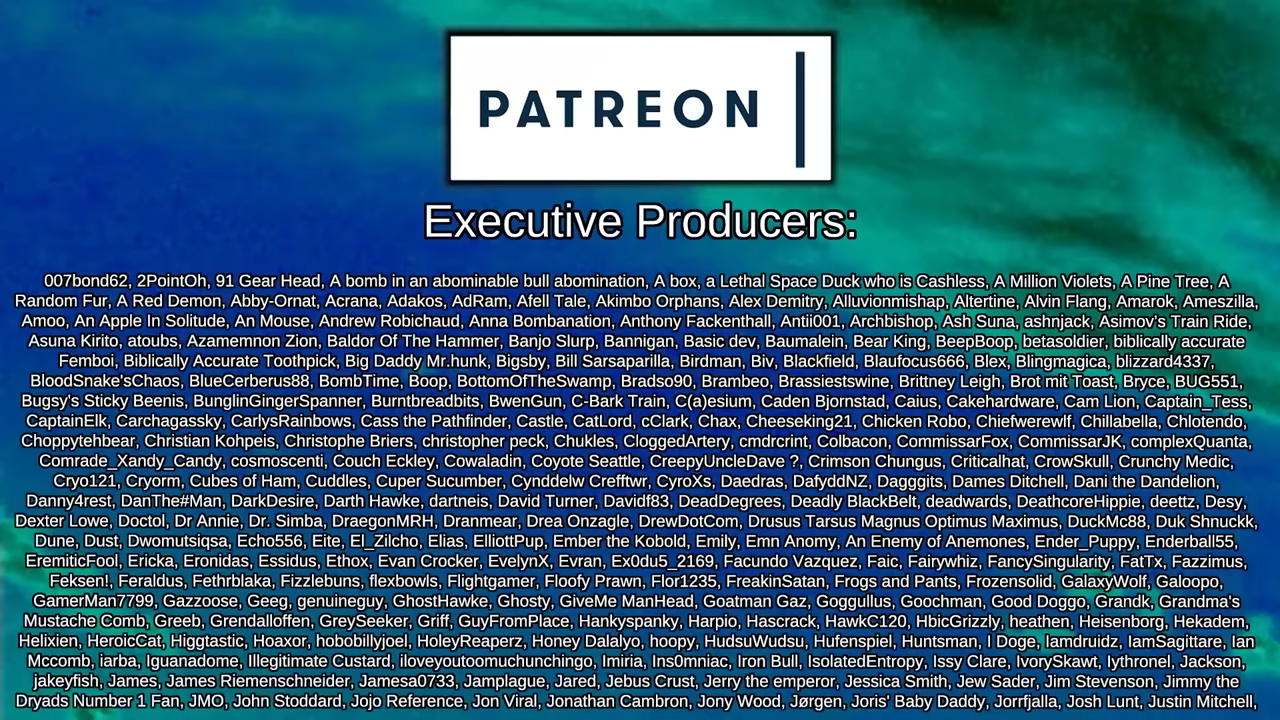 PATREON
Executive Producers:
007bond62, 2PointOh, 91 Gear Head, A bomb in an abominable bull abomination, A box, a Lethal Space Duck who is Cashless, A Million Violets, A Pine Tree, A
Random Fur, A Red Demon, Abby-Ornat, Acrana, Adakos, AdRam, Afell Tale, Akimbo Orphans, Alex Demitry, Alluvionmishap, Altertine, Alvin Flang, Amarok, Ameszilla,
Amoo, An Apple In Solitude, An Mouse, Andrew Robichaud, Anna Bombanation, Anthony Fackenthall, Antii001, Archbishop, Ash Suna, ashnjack, Asimov's Train Ride,
Asuna Kirito, atoubs, Azamemnon Zion, Baldor Of The Hammer, Banjo Slurp, Bannigan, Basic dev, Baumalein, Bear King, BeepBoop, betasoldier, biblically accurate
Femboi, Biblically Accurate Toothpick, Big Daddy Mr.hunk, Bigsby, Bill Sarsaparilla, Birdman, Biv, Blackfield, Blaufocus666, Blex, Blingmagica, blizzard4337,
BloodSnake'sChaos, BlueCerberus88, BombTime, Boop, BottomOfTheSwamp, Bradso90, Brambeo, Brassiestswine, Brittney Leigh, Brot mit Toast, Bryce, BUG551,
Bugsy's Sticky Beenis, BunglinGingerSpanner, Burntbreadbits, BwenGun, C-Bark Train, C(a)esium, Caden Bjornstad, Caius, Cakehardware, Cam Lion, Captain_Tess,
CaptainElk, Carchagassky, CarlysRainbows, Cass the Pathfinder, Castle, CatLord, cClark, Chax, Cheeseking21, Chicken Robo, Chiefwerewlf, Chillabella, Chlotendo,
Choppytehbear, Christian Kohpeis, Christophe Briers, christopher peck, Chukles, CloggedArtery, cmdrcrint, Colbacon, CommissarFox, CommissarJK, complexQuanta,
Comrade_Xandy_Candy, cosmoscenti, Couch Eckley, Cowaladin, Coyote Seattle, CreepyUncleDave ?, Crimson Chungus, Criticalhat, CrowSkull, Crunchy Medic,
Cryo121, Cryorm, Cubes of Ham, Cuddles, Cuper Sucumber, Cynddelw Crefftwr, CyroXs, Daedras, DafyddNZ, Dagggits, Dames Ditchell, Dani the Dandelion,
Danny4rest, DanThe#Man, DarkDesire, Darth Hawke, dartneis, David Turner, Davidf83, DeadDegrees, Deadly BlackBelt, deadwards, DeathcoreHippie, deettz, Desy,
Dexter Lowe, Doctol, Dr Annie, Dr. Simba, DraegonMRH, Dranmear, Drea Onzagle, DrewDotCom, Drusus Tarsus Magnus Optimus Maximus, DuckMc88, Duk Shnuckk,
Dune, Dust, Dwomutsiqsa, Echo556, Eite, El_Zilcho, Elias, ElliottPup, Ember the Kobold, Emily, Emn Anomy, An Enemy of Anemones, Ender_Puppy, Enderball55,
EremiticFool, Ericka, Eronidas, Essidus, Ethox, Evan Crocker, EvelynX, Evran, Ex0du5_2169, Facundo Vazquez, Faic, Fairywhiz, FancySingularity, FatTx, Fazzimus,
Feksen!, Feraldus, Fethrblaka, Fizzlebuns, flexbowls, Flightgamer, Floofy Prawn, Flor1235, FreakinSatan, Frogs and Pants, Frozensolid, GalaxyWolf, Galoopo,
GamerMan7799, Gazzoose, Geeg, genuineguy, GhostHawke, Ghosty, GiveMe ManHead, Goatman Gaz, Goggullus, Goochman, Good Doggo, Grandk, Grandma's
Mustache Comb, Greeb, Grendalloffen, GreySeeker, Griff, GuyFromPlace, Hankyspanky, Harpio, Hascrack, HawkC120, HbicGrizzly, heathen, Heisenborg, Hekadem,
Helixien, HeroicCat, Higgtastic, Hoaxor, hobobillyjoel, HoleyReaperz, Honey Dalalyo, hoopy, HudsuWudsu, Hufenspiel, Huntsman, I Doge, Iamdruidz, IamSagittare, Ian
Mccomb, iarba, Iguanadome, Illegitimate Custard, iloveyoutoomuchunchingo, Imiria, Ins0mniac, Iron Bull, IsolatedEntropy, Issy Clare, IvorySkawt, Iythronel, Jackson,
jakeyfish, James, James Riemenschneider, Jamesa0733, Jamplague, Jared, Jebus Crust, Jerry the emperor, Jessica Smith, Jew Sader, Jim Stevenson, Jimmy the
Dryads Number 1 Fan, JMO, John Stoddard, Jojo Reference, Jon Viral, Jonathan Cambron, Jony Wood, Jørgen, Joris' Baby Daddy, Jorrfjalla, Josh Lunt, Justin Mitchell,